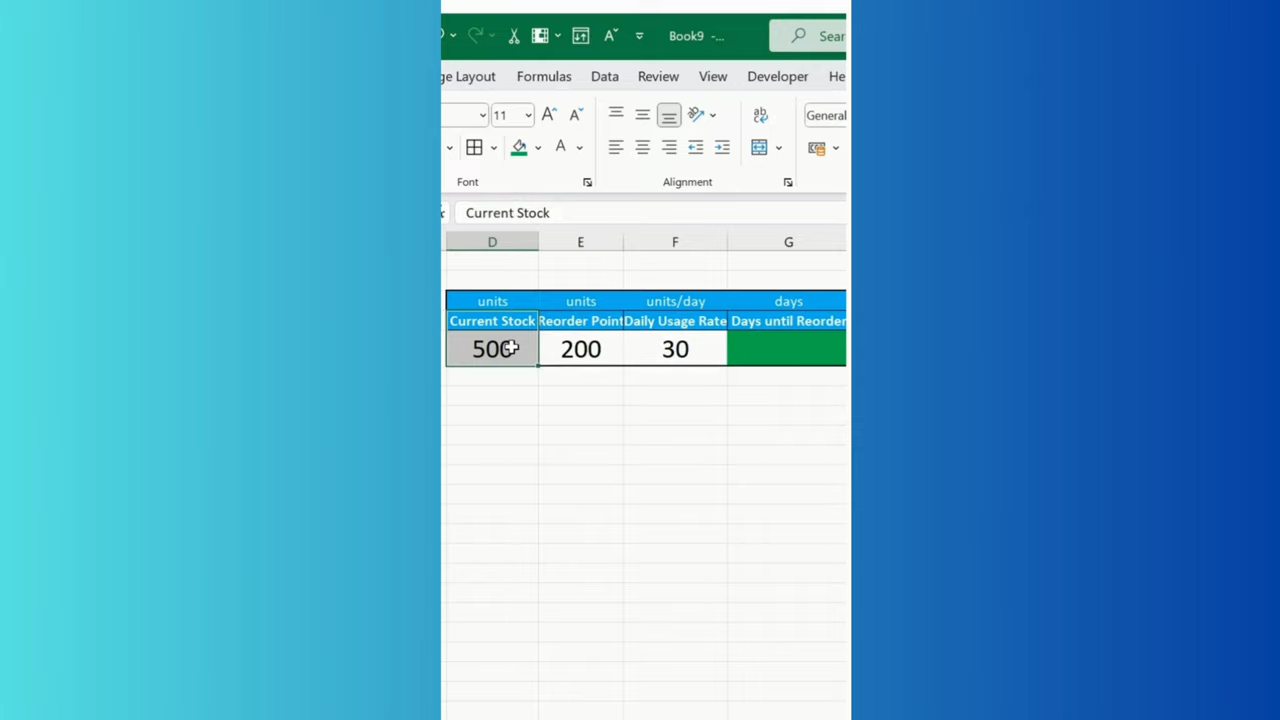 Book9 -...
Sear
ge Layout Formulas Data Review View Developer He
11 General
Font Alignment
Current Stock
D E F G
units units units/day days
Current Stock Reorder Point Daily Usage Rate Days until Reorder
500 200 30